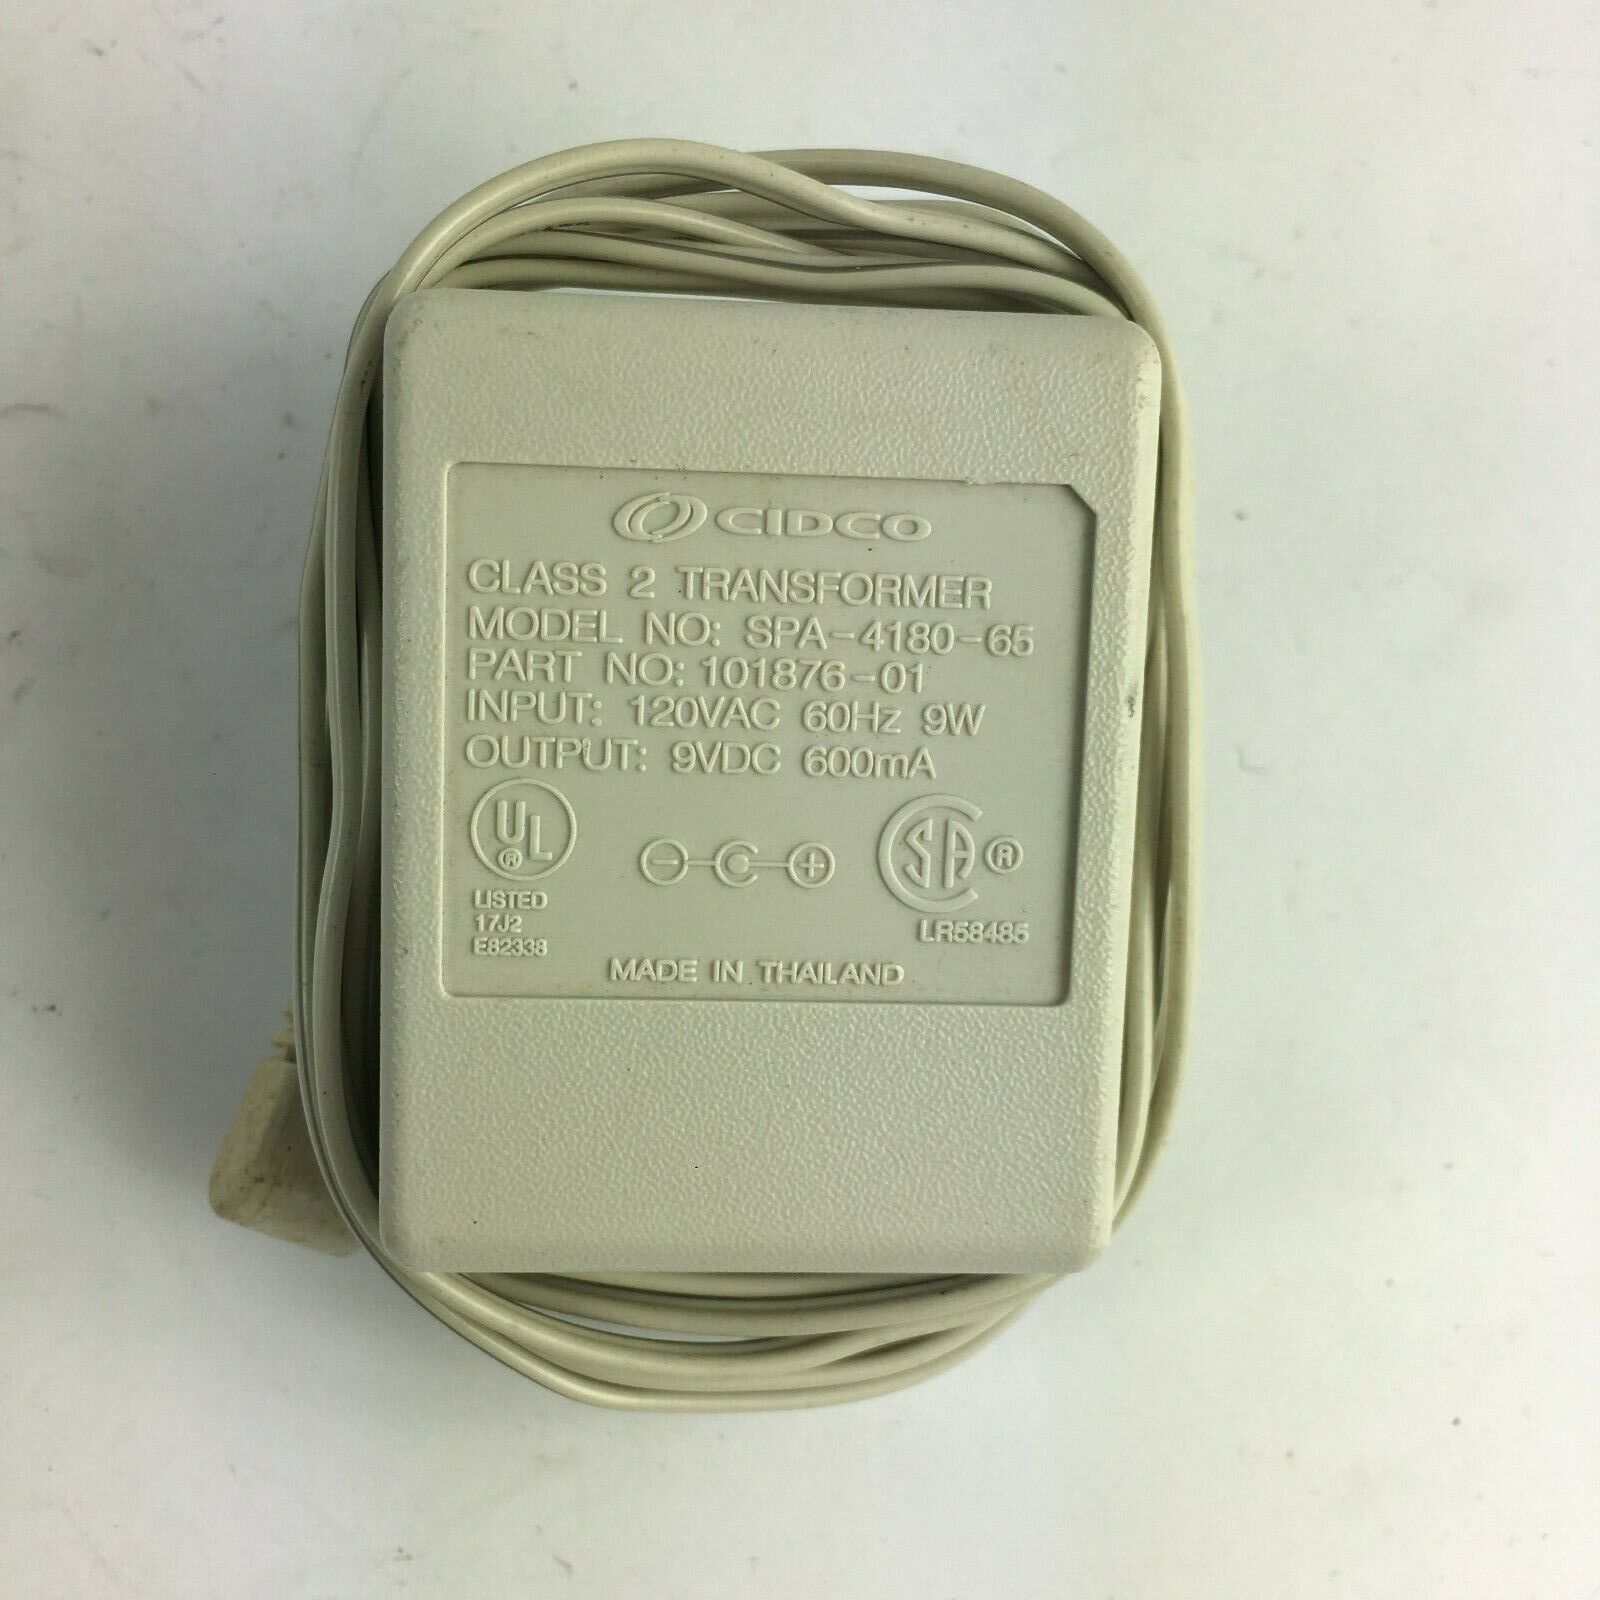 CIDCO
CLASS 2 TRANSFORMER
MODEL NO: SPA-4180-65
PART NO: 101876-01
INPUT: 120VAC 60Hz 9W
OUTPUT: 9VDC 600mA
UL ®
LISTED
17J2
E82338
- +
SA ®
LR58485
MADE IN THAILAND